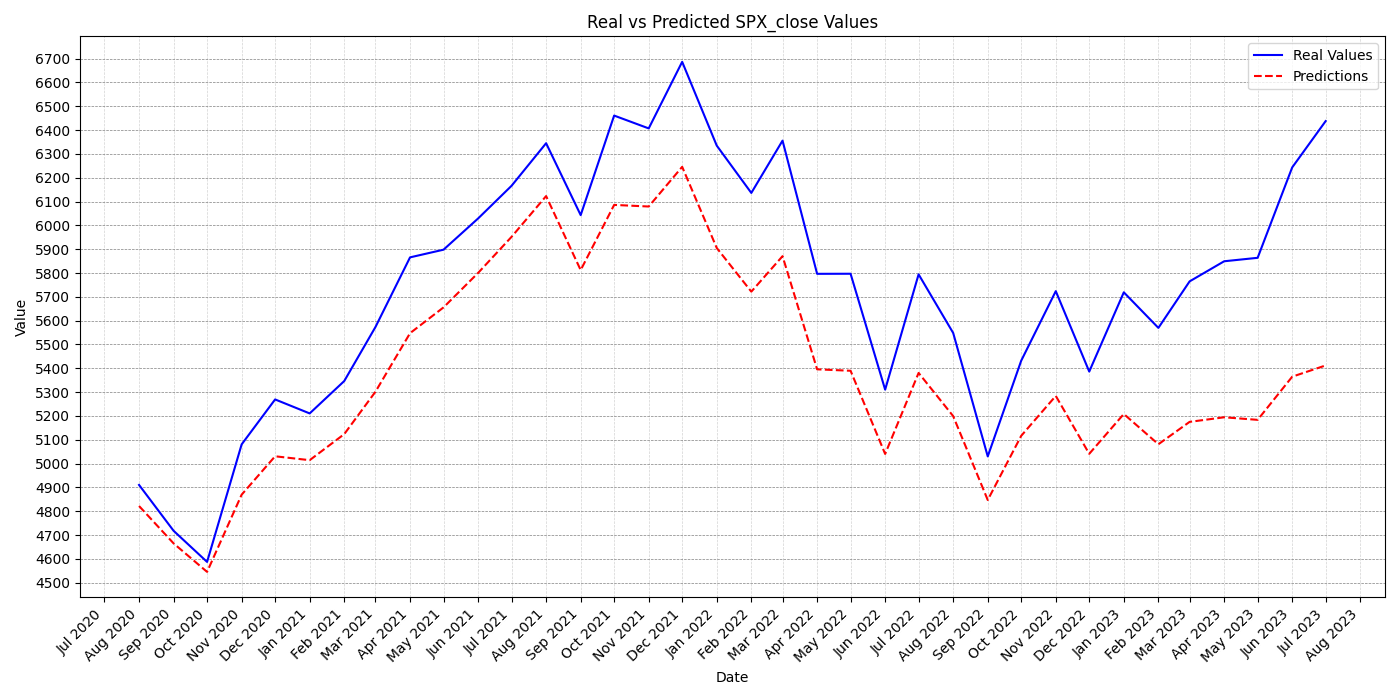 Real vs Predicted SPX_close Values
Real Values
Predictions
Value
6700
6600
6500
6400
6300
6200
6100
6000
5900
5800
5700
5600
5500
5400
5300
5200
5100
5000
4900
4800
4700
4600
4500
Jul 2020
Aug 2020
Sep 2020
Oct 2020
Nov 2020
Dec 2020
Jan 2021
Feb 2021
Mar 2021
Apr 2021
May 2021
Jun 2021
Jul 2021
Aug 2021
Sep 2021
Oct 2021
Nov 2021
Dec 2021
Jan 2022
Feb 2022
Mar 2022
Apr 2022
May 2022
Jun 2022
Jul 2022
Aug 2022
Sep 2022
Oct 2022
Nov 2022
Dec 2022
Jan 2023
Feb 2023
Mar 2023
Apr 2023
May 2023
Jun 2023
Jul 2023
Aug 2023
Date